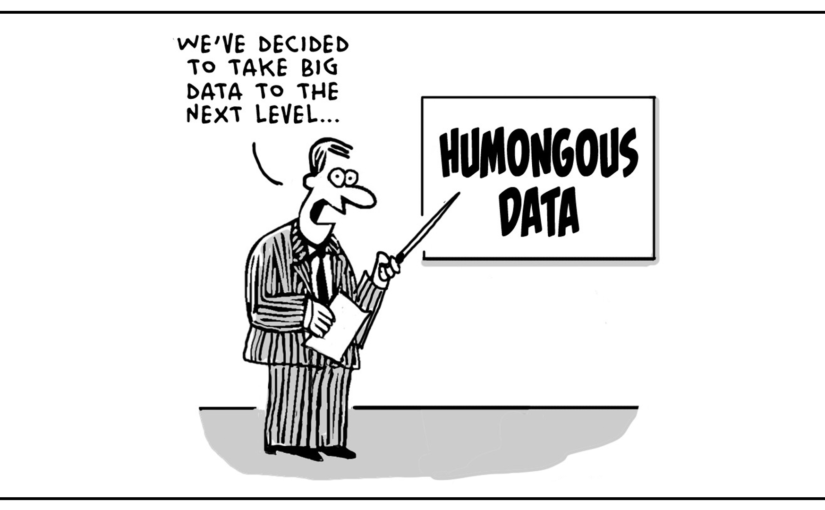 WE'VE DECIDED
TO TAKE BIG
DATA TO THE
NEXT LEVEL...
HUMONGOUS
DATA